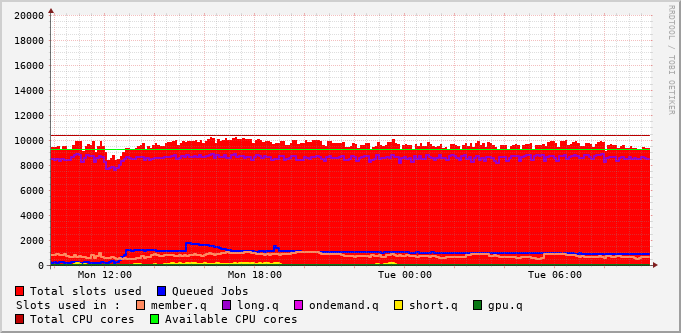 RRDTOOL / TOBI OETIKER
20000
18000
16000
14000
12000
10000
8000
6000
4000
2000
0
Mon 12:00 Mon 18:00 Tue 00:00 Tue 06:00
Total slots used Queued Jobs
Slots used in : member.q long.q ondemand.q short.q gpu.q
Total CPU cores Available CPU cores